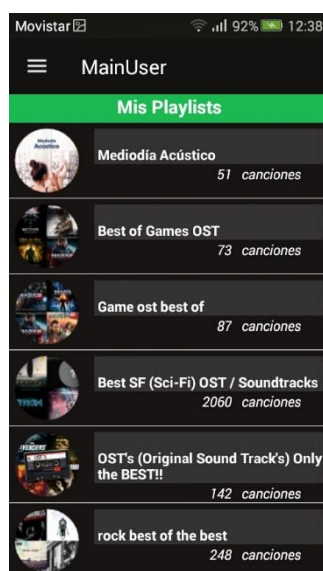 Movistar 92% 12:38
MainUser
Mis Playlists
Mediodía Acústico
51 canciones
Best of Games OST
73 canciones
Game ost best of
87 canciones
Best SF (Sci-Fi) OST / Soundtracks
2060 canciones
OST's (Original Sound Track's) Only
the BEST!!
142 canciones
rock best of the best
248 canciones